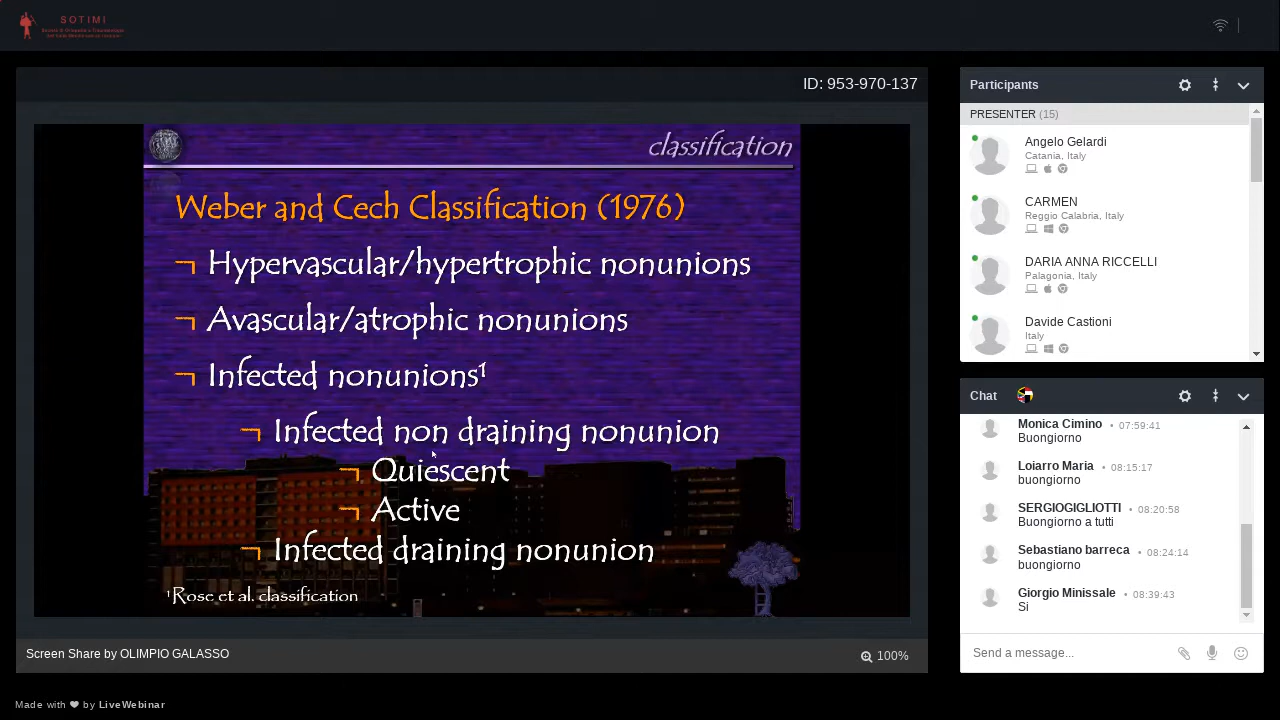 SOTIMI
ID: 953-970-137
classification
Weber and Cech Classification (1976)
Hypervascular/hypertrophic nonunions
Avascular/atrophic nonunions
Infected nonunions¹
Infected non draining nonunion
Quiescent
Active
Infected draining nonunion
¹Rose et al. classification
Screen Share by OLIMPIO GALASSO
100%
Made with ❤ by LiveWebinar
Participants
PRESENTER (15)
Angelo Gelardi
Catania, Italy
CARMEN
Reggio Calabria, Italy
DARIA ANNA RICCELLI
Palagonia, Italy
Davide Castioni
Italy
Chat
Monica Cimino • 07:59:41
Buongiorno
Loiarro Maria • 08:15:17
buongiorno
SERGIOGIGLIOTTI • 08:20:58
Buongiorno a tutti
Sebastiano barreca • 08:24:14
buongiorno
Giorgio Minissale • 08:39:43
Si
Send a message...